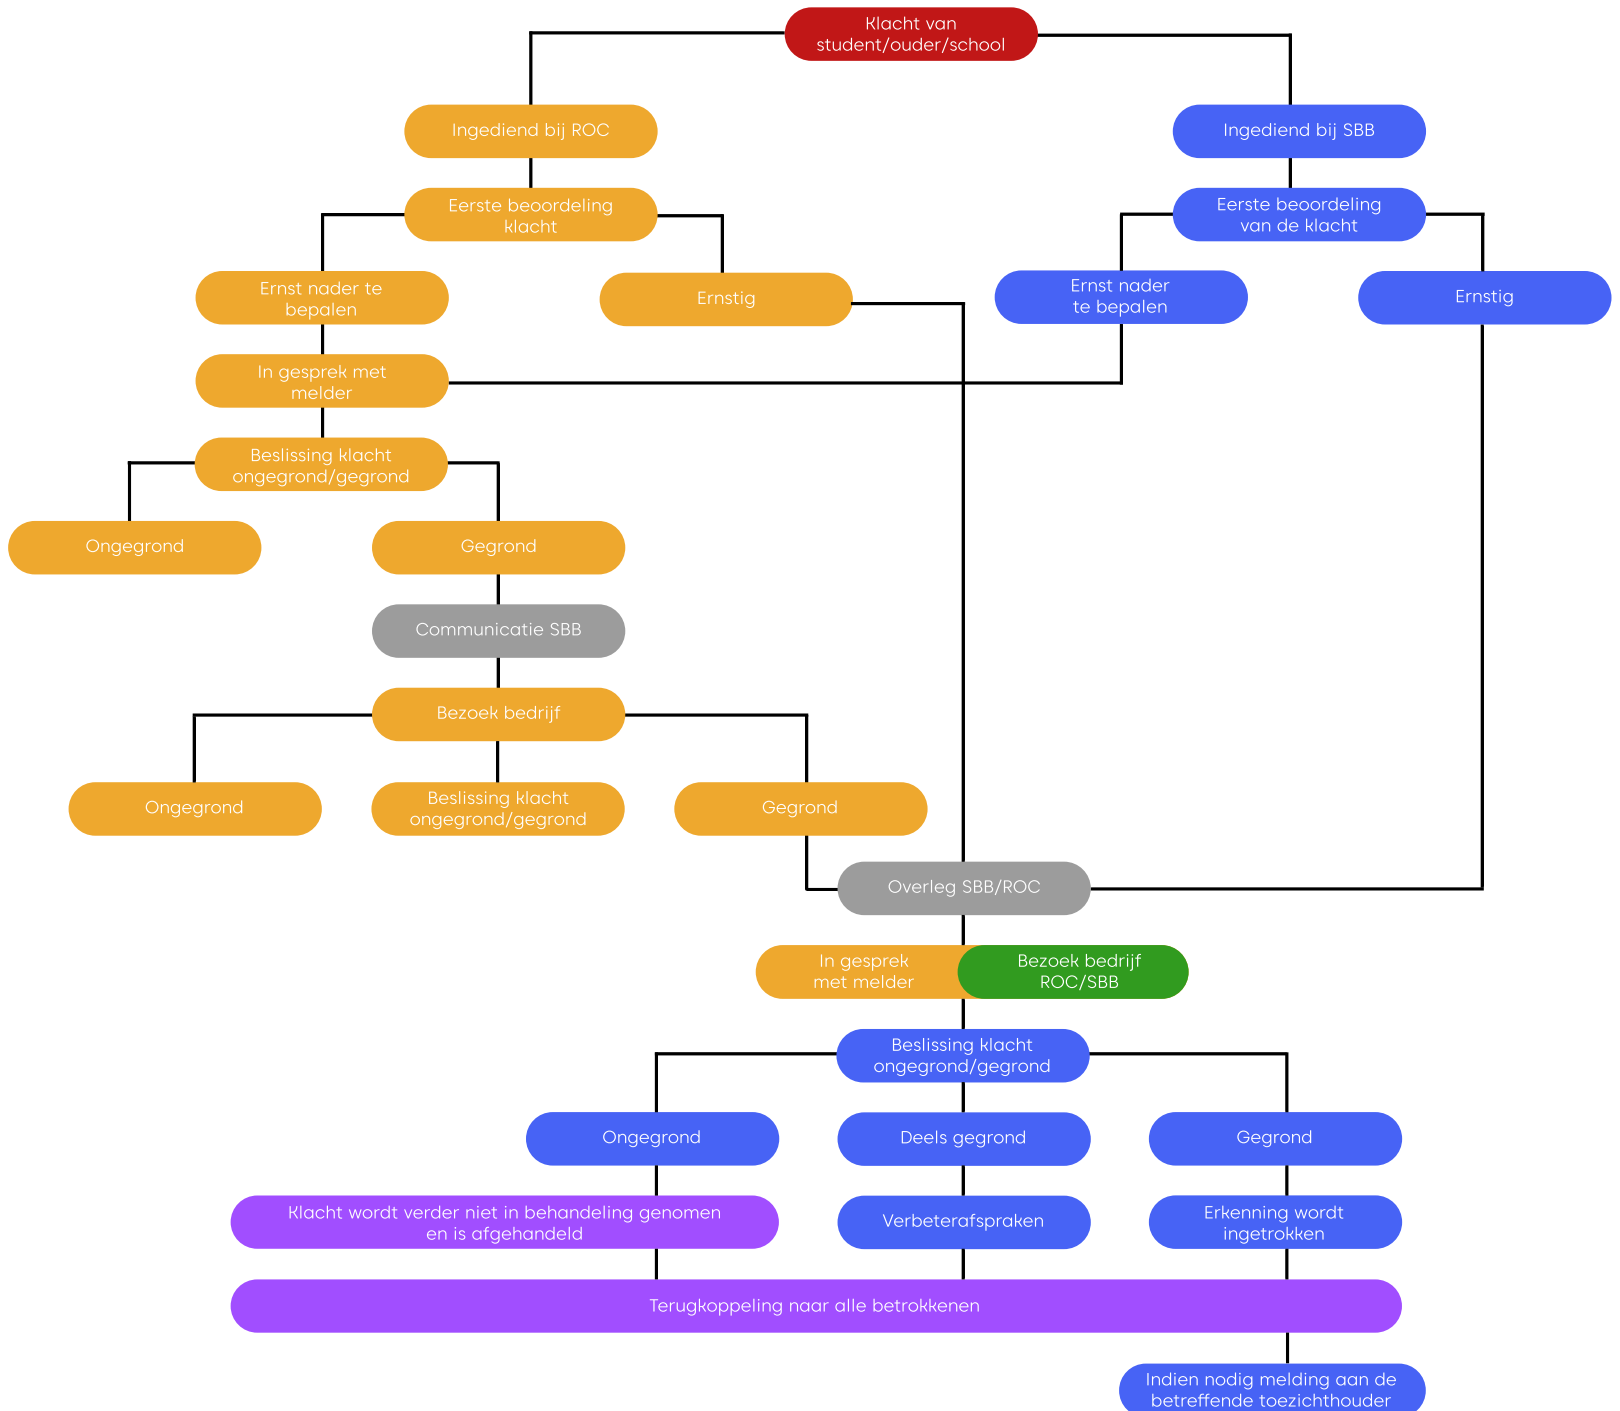 Klacht van
student/ouder/school
Ingediend bij ROC
Ingediend bij SBB
Eerste beoordeling
klacht
Eerste beoordeling
van de klacht
Ernst nader te
bepalen
Ernstig
Ernst nader
te bepalen
Ernstig
In gesprek met
melder
Beslissing klacht
ongegrond/gegrond
Ongegrond
Gegrond
Communicatie SBB
Bezoek bedrijf
Ongegrond
Beslissing klacht
ongegrond/gegrond
Gegrond
Overleg SBB/ROC
In gesprek
met melder
Bezoek bedrijf
ROC/SBB
Beslissing klacht
ongegrond/gegrond
Ongegrond
Deels gegrond
Gegrond
Klacht wordt verder niet in behandeling genomen
en is afgehandeld
Verbeterafspraken
Erkenning wordt
ingetrokken
Terugkoppeling naar alle betrokkenen
Indien nodig melding aan de
betreffende toezichthouder